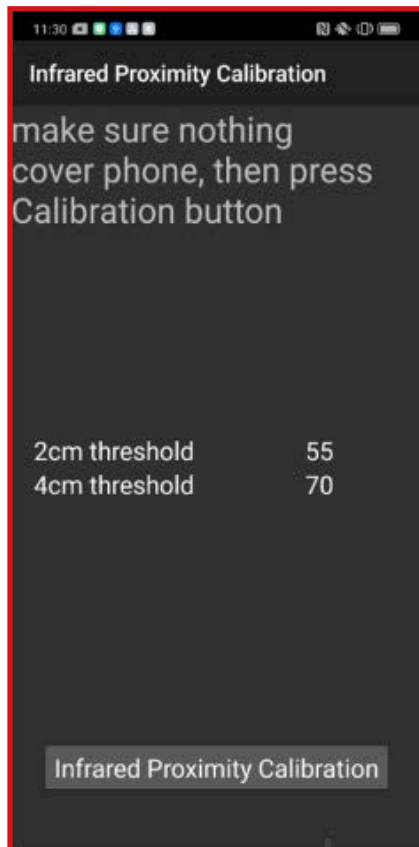 11:30
Infrared Proximity Calibration
make sure nothing
cover phone, then press
Calibration button
2cm threshold 55
4cm threshold 70
Infrared Proximity Calibration